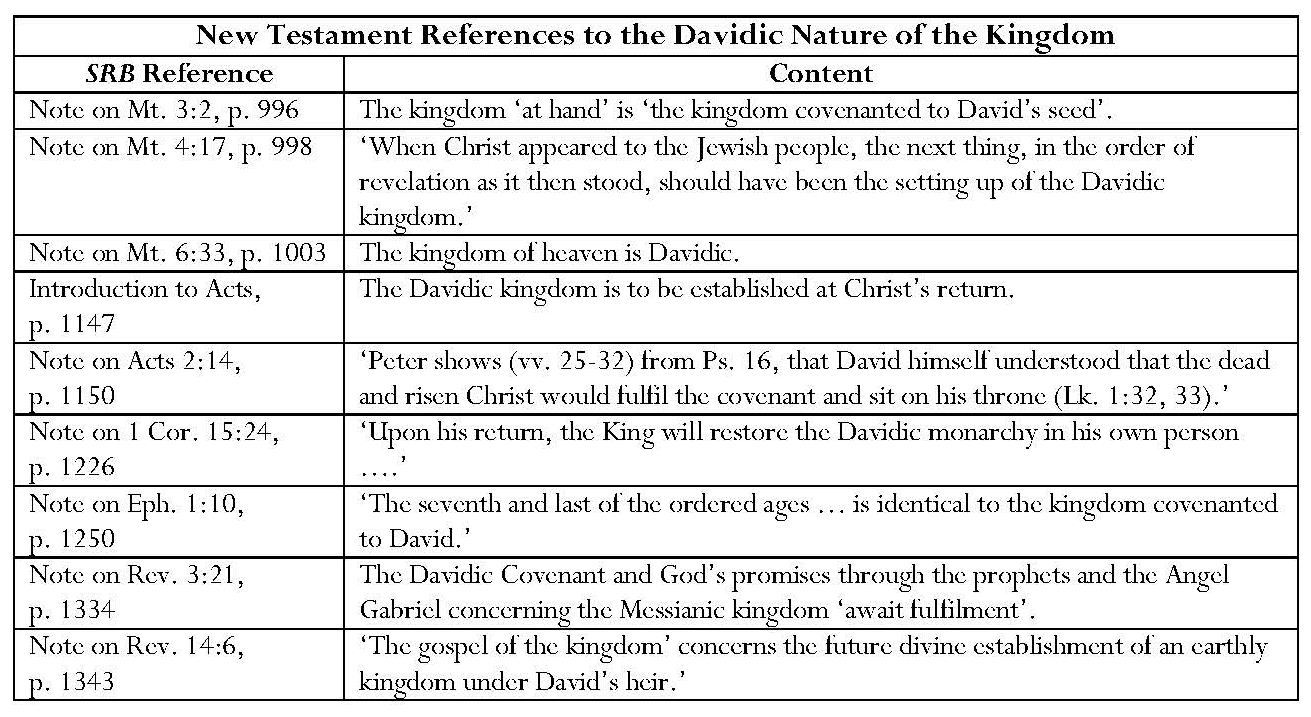 New Testament References to the Davidic Nature of the Kingdom
SRB Reference
Content
Note on Mt. 3:2, p. 996
The kingdom ‘at hand’ is ‘the kingdom covenanted to David’s seed’.
Note on Mt. 4:17, p. 998
‘When Christ appeared to the Jewish people, the next thing, in the order of
revelation as it then stood, should have been the setting up of the Davidic
kingdom.’
Note on Mt. 6:33, p. 1003
The kingdom of heaven is Davidic.
Introduction to Acts,
p. 1147
The Davidic kingdom is to be established at Christ’s return.
Note on Acts 2:14,
p. 1150
‘Peter shows (vv. 25-32) from Ps. 16, that David himself understood that the dead
and risen Christ would fulfil the covenant and sit on his throne (Lk. 1:32, 33).’
Note on 1 Cor. 15:24,
p. 1226
‘Upon his return, the King will restore the Davidic monarchy in his own person
….’
Note on Eph. 1:10,
p. 1250
‘The seventh and last of the ordered ages … is identical to the kingdom covenanted
to David.’
Note on Rev. 3:21,
p. 1334
The Davidic Covenant and God’s promises through the prophets and the Angel
Gabriel concerning the Messianic kingdom ‘await fulfilment’.
Note on Rev. 14:6,
p. 1343
‘The gospel of the kingdom’ concerns the future divine establishment of an earthly
kingdom under David’s heir.’